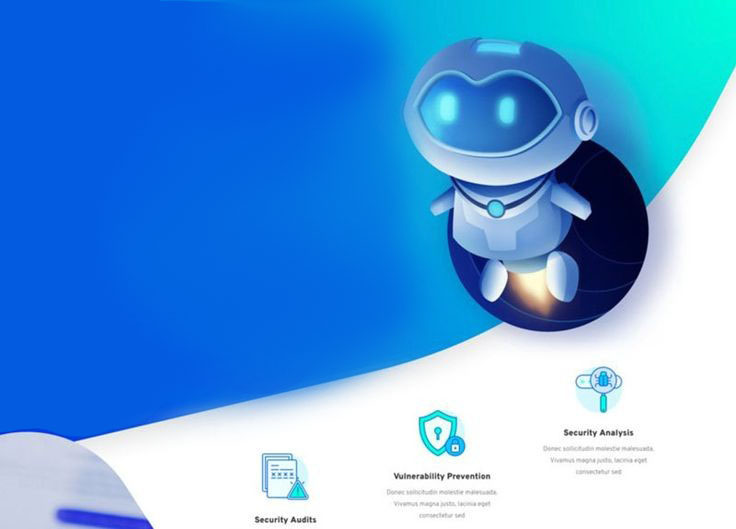 Security Analysis
Donec sollicitudin molestie malesuada.
Vivamus magna justo, lacinia eget
consectetur sed
Vulnerability Prevention
Donec sollicitudin molestie malesuada.
Vivamus magna justo, lacinia eget
consectetur sed
Security Audits